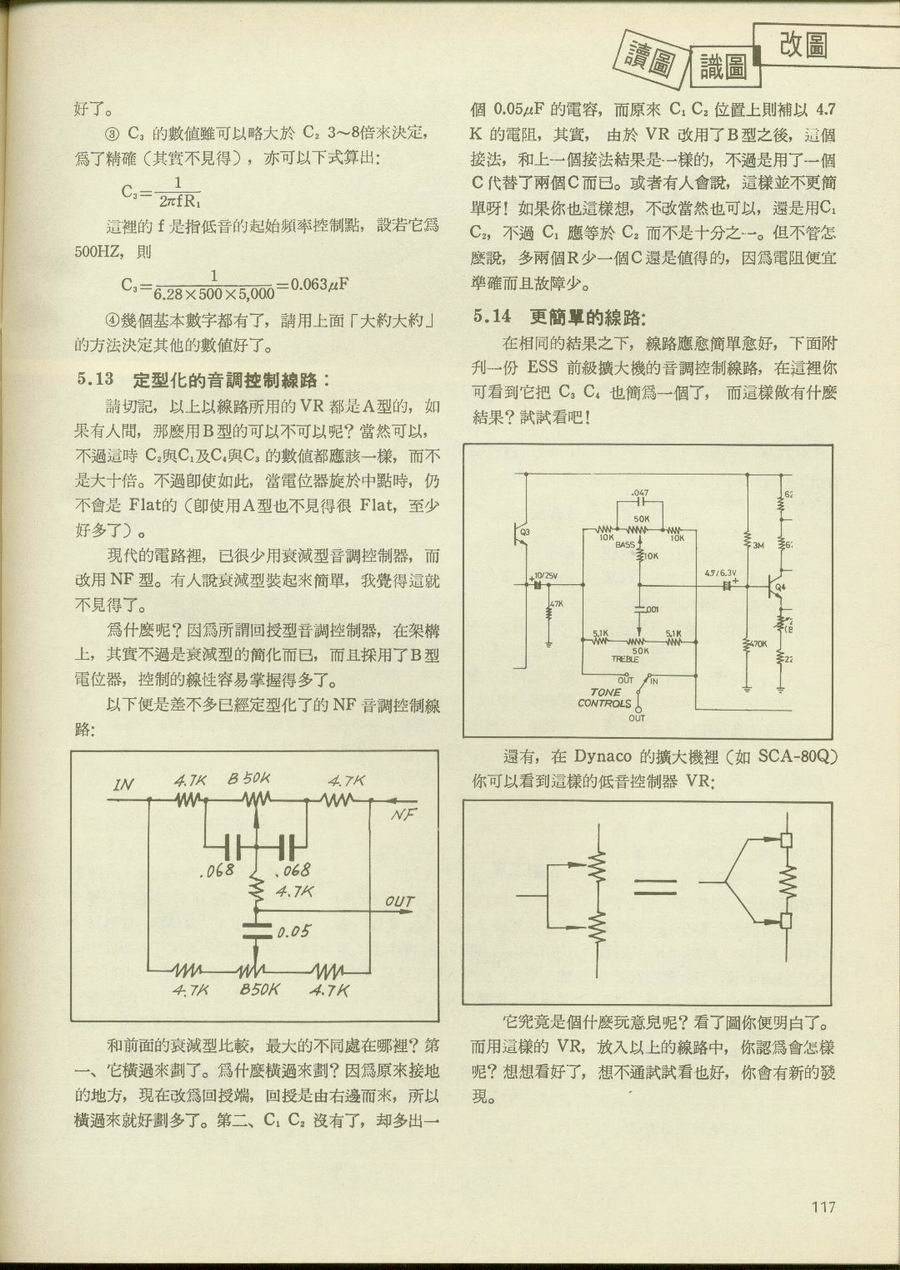 讀圖
識圖
改圖
好了。
③ C₃ 的數値雖可以略大於 C₂ 3～8倍來決定，
爲了精確（其實不見得），亦可以下式算出：
C₃=1/2πfR₁
這裡的 f 是指低音的起始頻率控制點，設若它爲
500HZ，則
C₃=1/6.28×500×5,000=0.063μF
④幾個基本數字都有了，請用上面「大約大約」
的方法決定其他的數値好了。
5.13 定型化的音調控制線路：
請切記，以上以線路所用的 VR 都是A型的，如
果有人問，那麼用B型的可以不可以呢？當然可以，
不過這時 C₂與C₁及C₄與C₃ 的數値都應該一樣，而不
是大十倍。不過卽使如此，當電位器旋於中點時，仍
不會是 Flat的（卽使用A型也不見得很 Flat，至少
好多了）。
現代的電路裡，已很少用衰減型音調控制器，而
改用 NF 型。有人說衰減型裝起來簡單，我覺得這就
不見得了。
爲什麼呢？因爲所謂回授型音調控制器，在架構
上，其實不過是衰減型的簡化而已，而且採用了B型
電位器，控制的線性容易掌握得多了。
以下便是差不多已經定型化了的 NF 音調控制線
路：
IN 4.7K B 50K 4.7K
NF
.068 .068
4.7K
OUT
0.05
4.7K B50K 4.7K
和前面的衰減型比較，最大的不同處在哪裡？第
一、它橫過來劃了。爲什麼橫過來劃？因爲原來接地
的地方，現在改爲回授端，回授是由右邊而來，所以
橫過來就好劃多了。第二、C₁ C₂ 沒有了，却多出一
個 0.05μF 的電容，而原來 C₁ C₂ 位置上則補以 4.7
K 的電阻，其實，由於 VR 改用了B型之後，這個
接法，和上一個接法結果是一樣的，不過是用了一個
C代替了兩個C而已。或者有人會說，這樣並不更簡
單呀！如果你也這樣想，不改當然也可以，還是用C₁
C₂，不過 C₁ 應等於 C₂ 而不是十分之一。但不管怎
麼說，多兩個R少一個C還是値得的，因爲電阻便宜
準確而且故障少。
5.14 更簡單的線路：
在相同的結果之下，線路應愈簡單愈好，下面附
刋一份 ESS 前級擴大機的音調控制線路，在這裡你
可看到它把 C₃ C₄ 也簡爲一個了，而這樣做有什麼
結果？試試看吧！
.047
Q3
50K
10K BASS 10K
10K
3M
10/25V
4.7/6.3V
Q4
47K
.001
5.1K 5.1K
50K
TREBLE
470K
OUT IN
TONE
CONTROLS
OUT
還有，在 Dynaco 的擴大機裡（如 SCA-80Q）
你可以看到這樣的低音控制器 VR：
它究竟是個什麼玩意兒呢？看了圖你便明白了。
而用這樣的 VR，放入以上的線路中，你認爲會怎樣
呢？想想看好了，想不通試試看也好，你會有新的發
現。
117